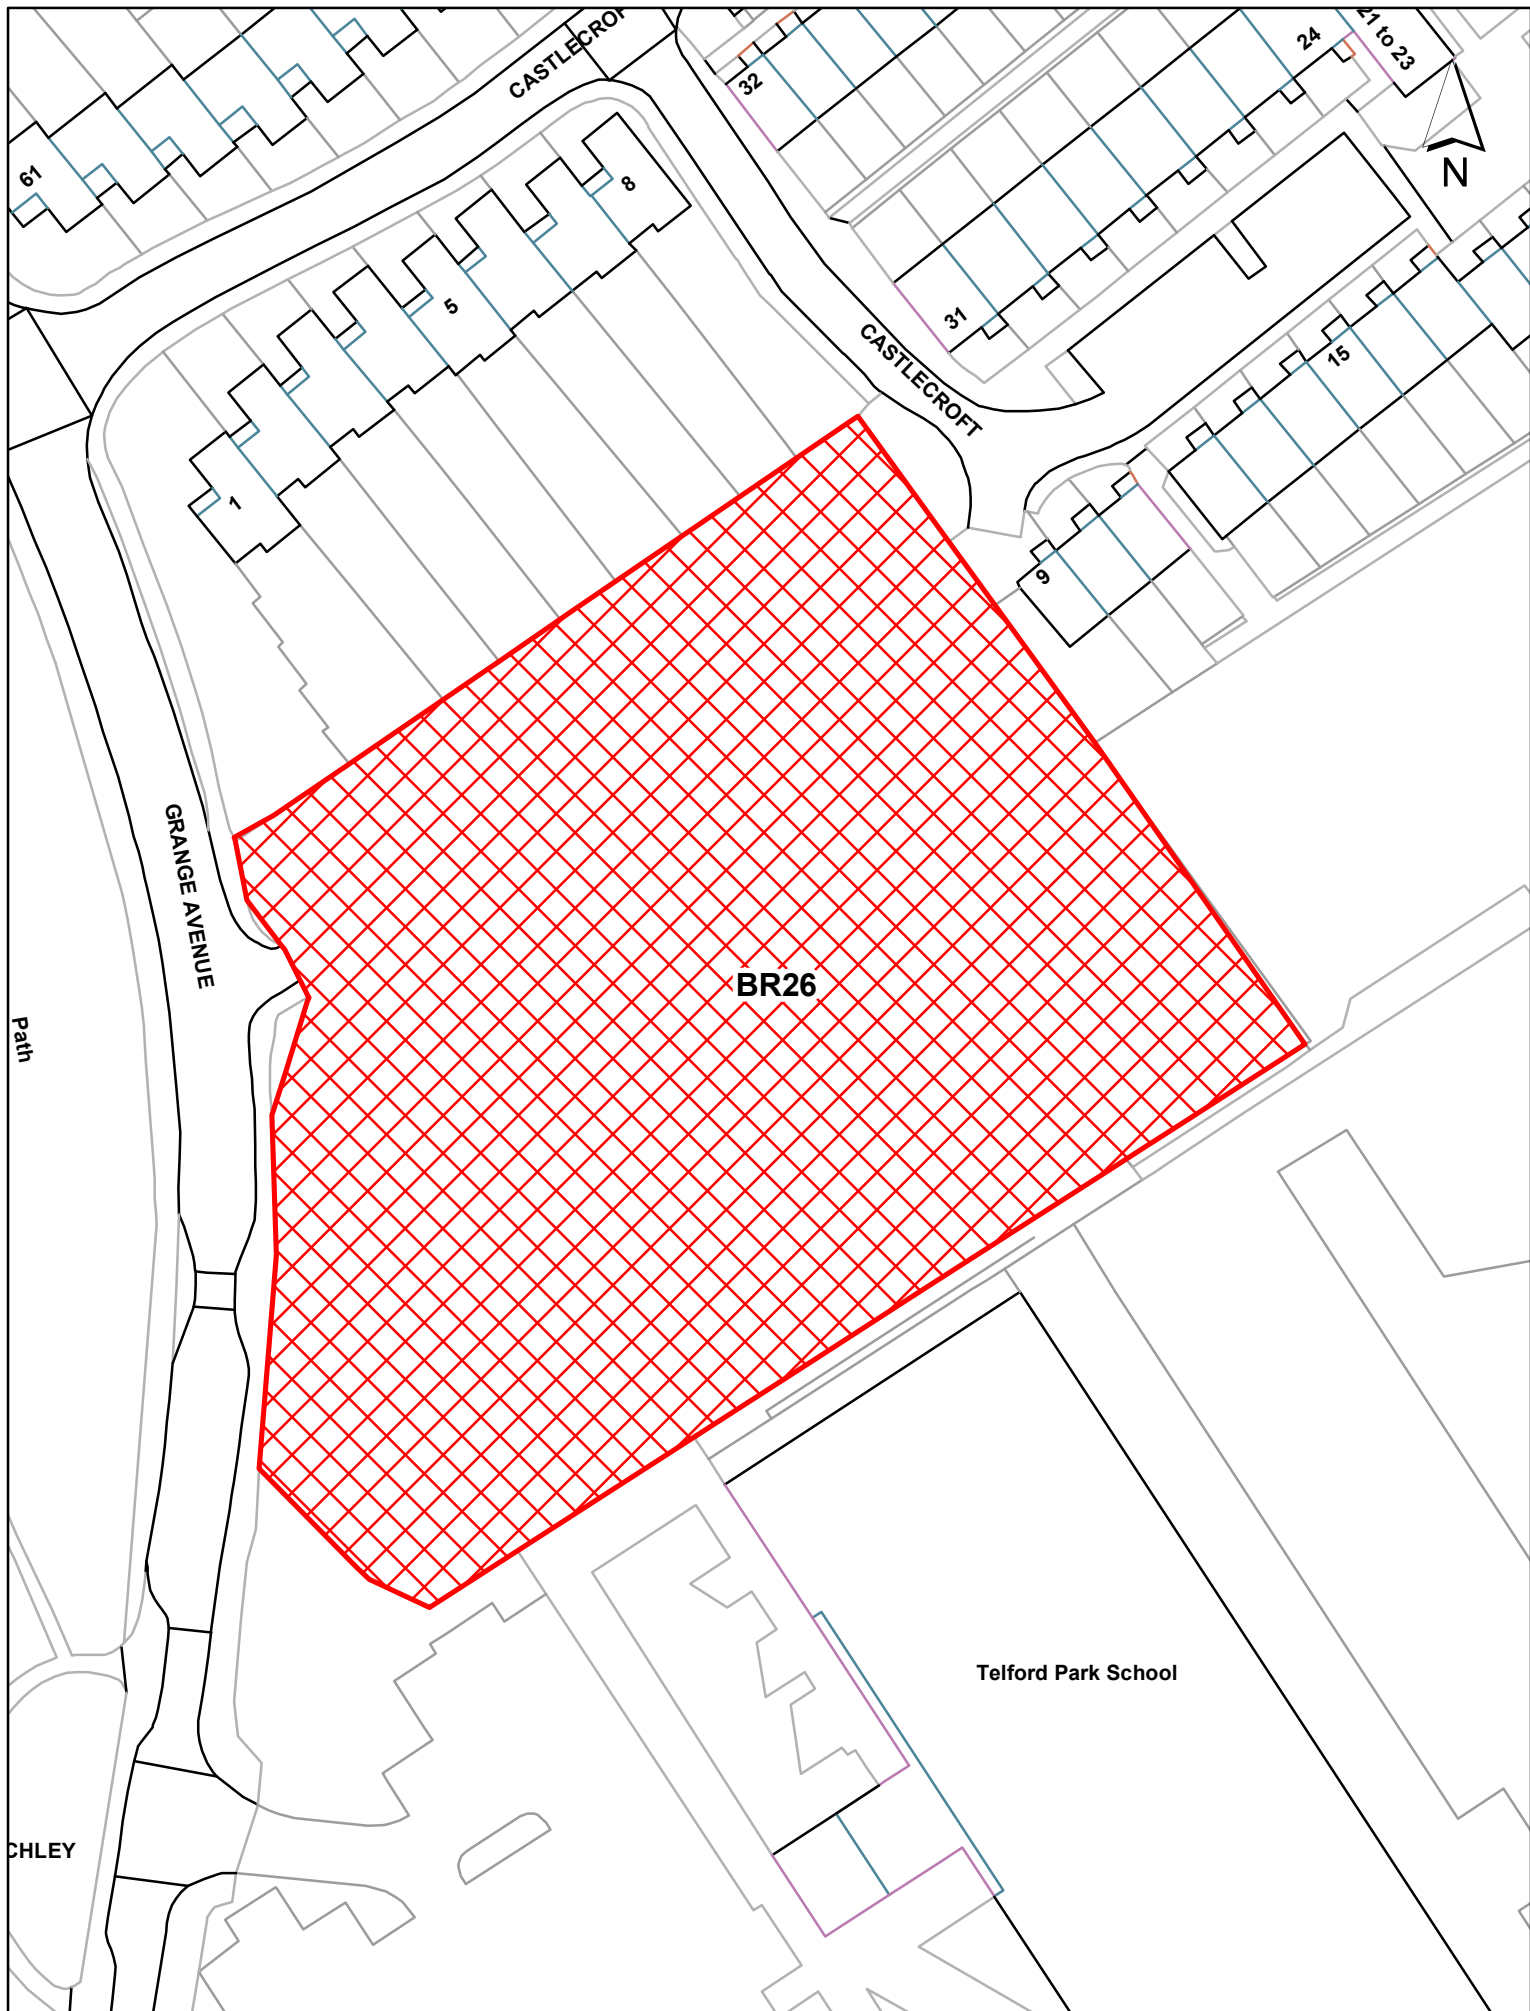 CASTLECROF
21 to 23
24
32
61
N
8
5
31
CASTLECROFT
15
1
9
GRANGE AVENUE
BR26
Path
Telford Park School
CHLEY